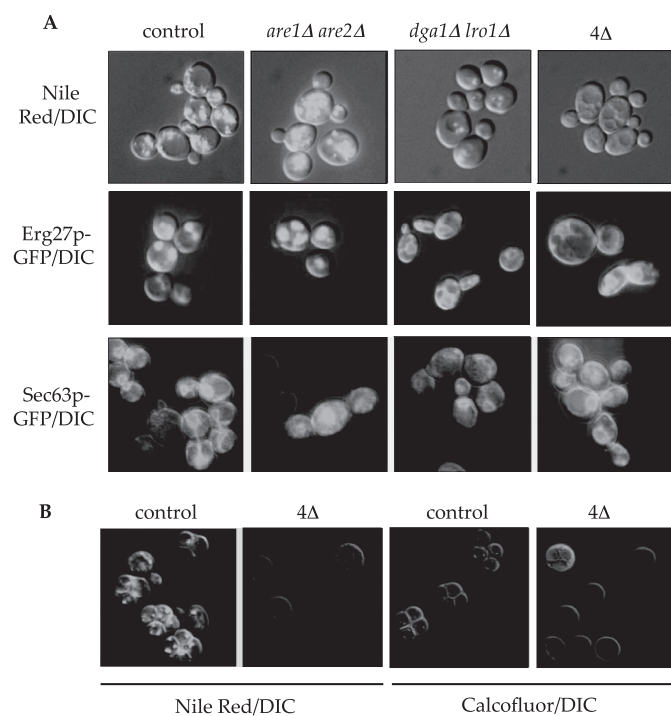 A
control are1Δ are2Δ dga1Δ lro1Δ 4Δ
Nile
Red/DIC
Erg27p-
GFP/DIC
Sec63p-
GFP/DIC
B
control 4Δ control 4Δ
Nile Red/DIC Calcofluor/DIC